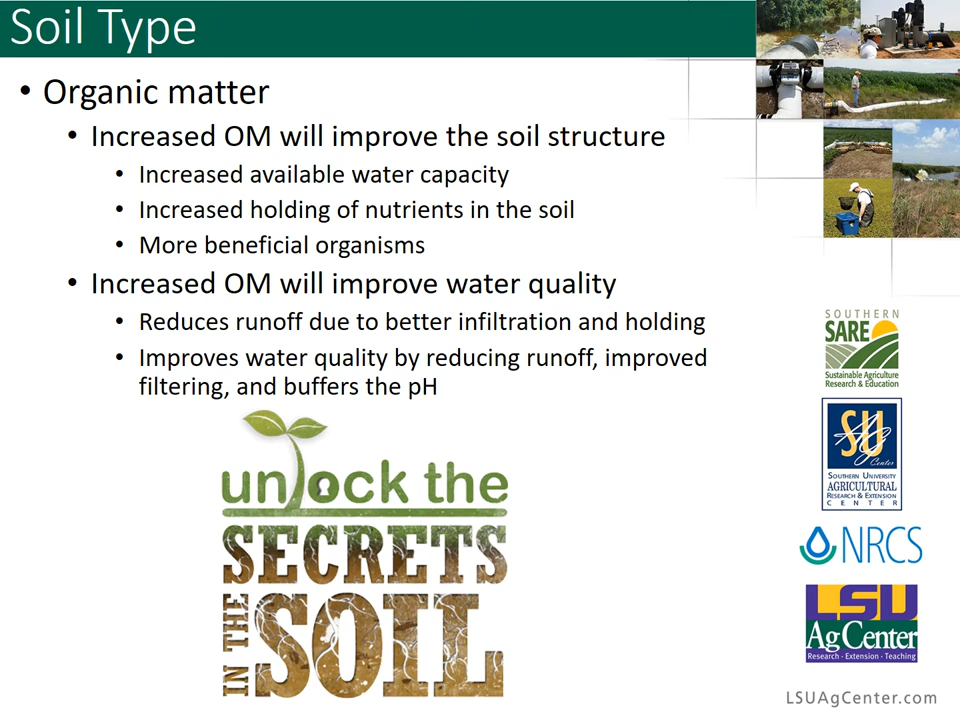 Soil Type
• Organic matter
• Increased OM will improve the soil structure
• Increased available water capacity
• Increased holding of nutrients in the soil
• More beneficial organisms
• Increased OM will improve water quality
• Reduces runoff due to better infiltration and holding
• Improves water quality by reducing runoff, improved
filtering, and buffers the pH
unlock the
SECRETS
IN THE
SOIL
SOUTHERN
SARE
Sustainable Agriculture
Research & Education
SU
Ag
Center
SOUTHERN UNIVERSITY
AGRICULTURAL
RESEARCH & EXTENSION
CENTER
NRCS
LSU
AgCenter
Research · Extension · Teaching
LSUAgCenter.com